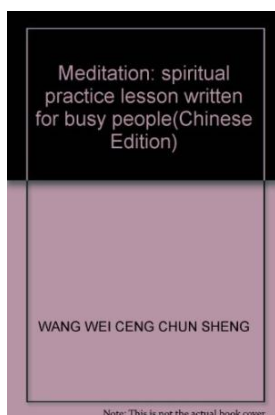 Meditation: spiritual
practice lesson written
for busy people(Chinese
Edition)
WANG WEI CENG CHUN SHENG
Note: This is not the actual book cover